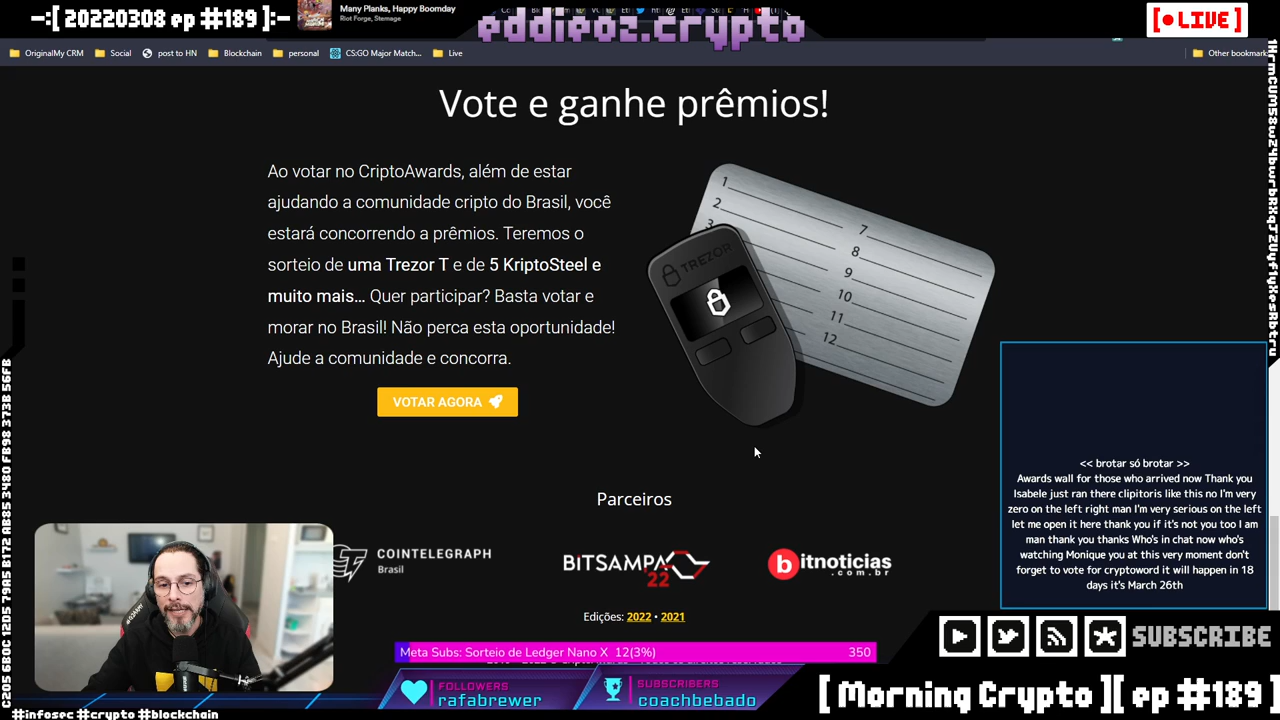 -:[ 20220308 ep #189 ]:-
Many Planks, Happy Boomday
Riot Forge, Stemage
eddieoz.crypto
[• LIVE ]
OriginalMy CRM
Social
post to HN
Blockchain
personal
CS:GO Major Match...
Live
Other bookmark
Vote e ganhe prêmios!
Ao votar no CriptoAwards, além de estar
ajudando a comunidade cripto do Brasil, você
estará concorrendo a prêmios. Teremos o
sorteio de uma Trezor T e de 5 KriptoSteel e
muito mais… Quer participar? Basta votar e
morar no Brasil! Não perca esta oportunidade!
Ajude a comunidade e concorra.
VOTAR AGORA
1
2
3
7
8
9
10
11
12
TREZOR
<< brotar só brotar >>
Awards wall for those who arrived now Thank you
Isabele just ran there clipitoris like this no I'm very
zero on the left right man I'm very serious on the left
let me open it here thank you if it's not you too I am
man thank you thanks Who's in chat now who's
watching Monique you at this very moment don't
forget to vote for cryptoword it will happen in 18
days it's March 26th
Parceiros
COINTELEGRAPH
Brasil
BITSAMPA
22
bitnoticias
.com.br
Edições: 2022 • 2021
Meta Subs: Sorteio de Ledger Nano X 12(3%)
350
FOLLOWERS
rafabrewer
SUBSCRIBERS
coachbebado
SUBSCRIBE
[ Morning Crypto ][ ep #189 ]
#infosec #crypto #blockchain